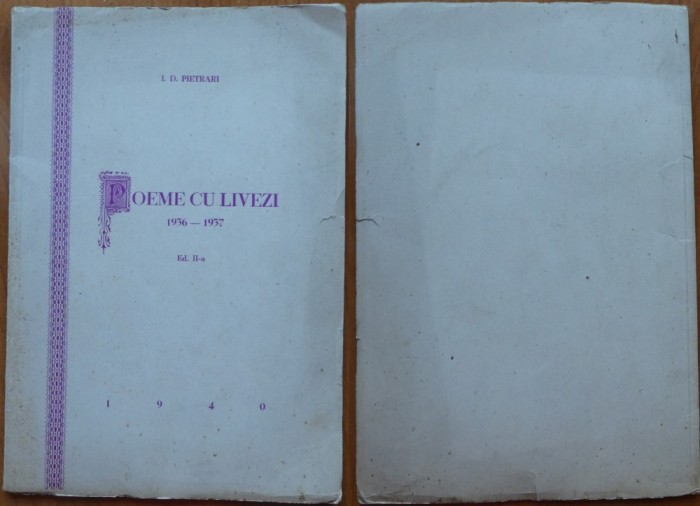 I. D. PIETRARI
POEME CU LIVEZI
1936 — 1937
Ed. II-a
1 9 4 0